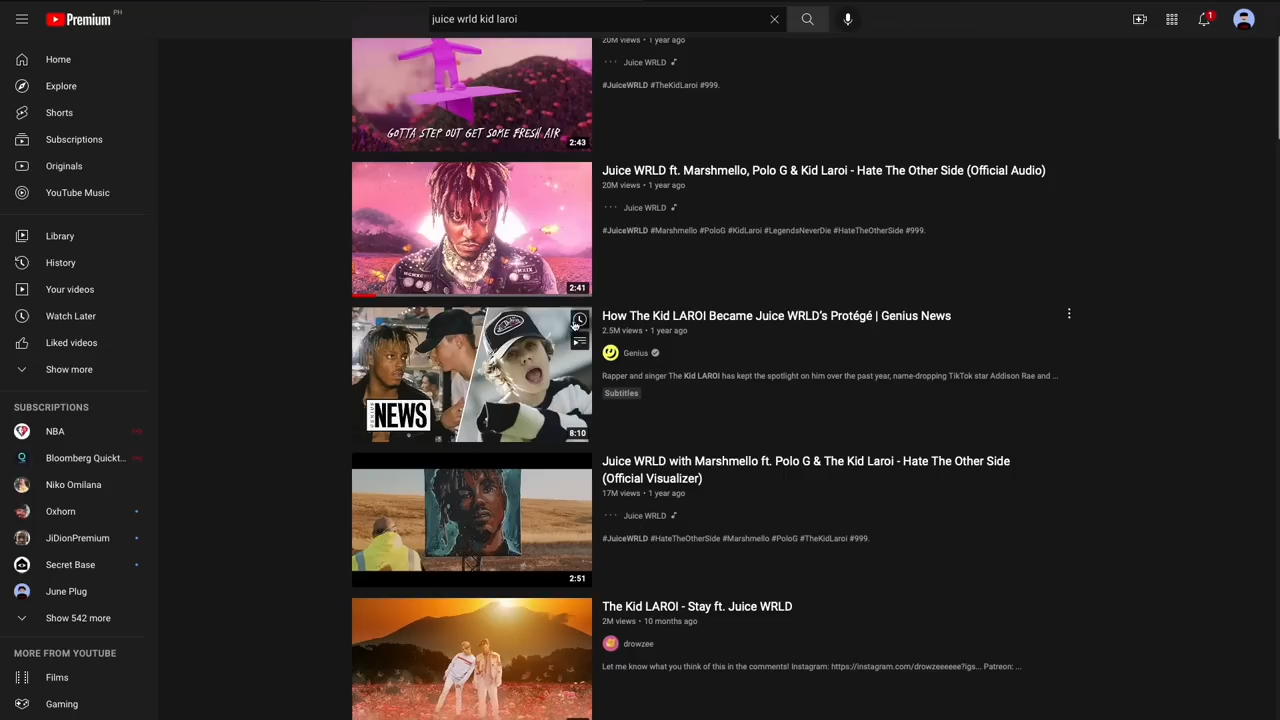 Premium PH
juice wrld kid laroi
1
Home
Explore
Shorts
Subscriptions
Originals
YouTube Music
Library
History
Your videos
Watch Later
Liked videos
Show more
SUBSCRIPTIONS
NBA
Bloomberg Quickt...
Niko Omilana
Oxhorn
JiDionPremium
Secret Base
June Plug
Show 542 more
MORE FROM YOUTUBE
Films
Gaming
20M views • 1 year ago
Juice WRLD
#JuiceWRLD #TheKidLaroi #999.
GOTTA STEP OUT GET SOME FRESH AIR
2:43
Juice WRLD ft. Marshmello, Polo G & Kid Laroi - Hate The Other Side (Official Audio)
20M views • 1 year ago
Juice WRLD
#JuiceWRLD #Marshmello #PoloG #KidLaroi #LegendsNeverDie #HateTheOtherSide #999.
2:41
How The Kid LAROI Became Juice WRLD's Protégé | Genius News
2.5M views • 1 year ago
Genius
Rapper and singer The Kid LAROI has kept the spotlight on him over the past year, name-dropping TikTok star Addison Rae and ...
Subtitles
GENIUS
NEWS
8:10
Juice WRLD with Marshmello ft. Polo G & The Kid Laroi - Hate The Other Side
(Official Visualizer)
17M views • 1 year ago
Juice WRLD
#JuiceWRLD #HateTheOtherSide #Marshmello #PoloG #TheKidLaroi #999.
2:51
The Kid LAROI - Stay ft. Juice WRLD
2M views • 10 months ago
drowzee
Let me know what you think of this in the comments! Instagram: https://instagram.com/drowzeeeeee?igs... Patreon: ...